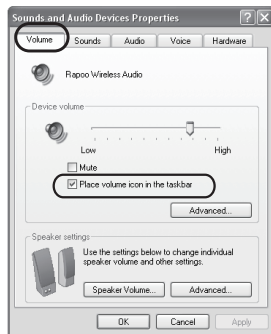 Sounds and Audio Devices Properties
Volume Sounds Audio Voice Hardware
Rapoo Wireless Audio
Device volume
Low High
Mute
Place volume icon in the taskbar
Advanced...
Speaker settings
Use the settings below to change individual
speaker volume and other settings.
Speaker Volume... Advanced...
OK Cancel Apply